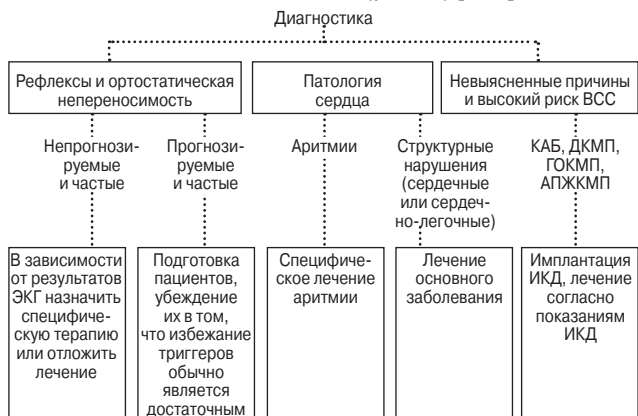 Диагностика
Рефлексы и ортостатическая
непереносимость
Патология
сердца
Невыясненные причины
и высокий риск ВСС
Непрогнози-
руемые
и частые
Прогнози-
руемые
и частые
Аритмии
Структурные
нарушения
(сердечные
или сердеч-
но-легочные)
КАБ, ДКМП,
ГОКМП,
АПЖКМП
В зависимости
от результатов
ЭКГ назначить
специфиче-
скую терапию
или отложить
лечение
Подготовка
пациентов,
убеждение
их в том,
что избежание
триггеров
обычно
является
достаточным
Специфиче-
ское лечение
аритмии
Лечение
основного
заболевания
Имплантация
ИКД, лечение
согласно
показаниям
ИКД